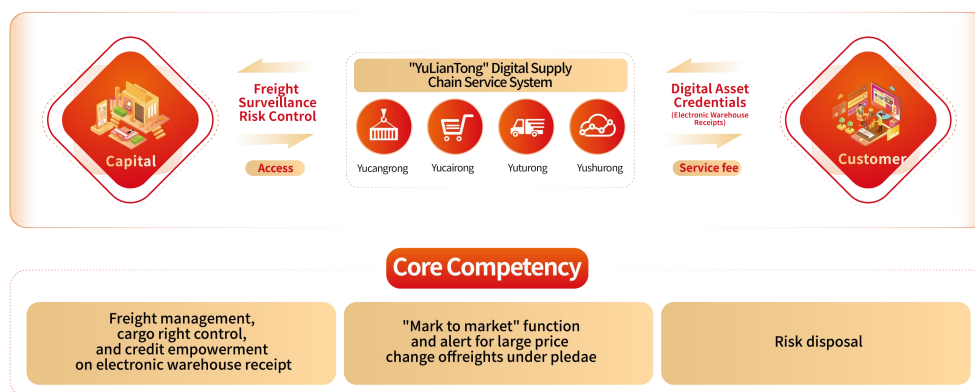 "YuLianTong" Digital Supply
Chain Service System
Freight
Surveillance
Risk Control
Access
Digital Asset
Credentials
(Electronic Warehouse
Receipts)
Service fee
Capital
Yucangrong
Yucairong
Yuturong
Yushurong
Customer
Core Competency
Freight management,
cargo right control,
and credit empowerment
on electronic warehouse receipt
"Mark to market" function
and alert for large price
change offreights under pledae
Risk disposal